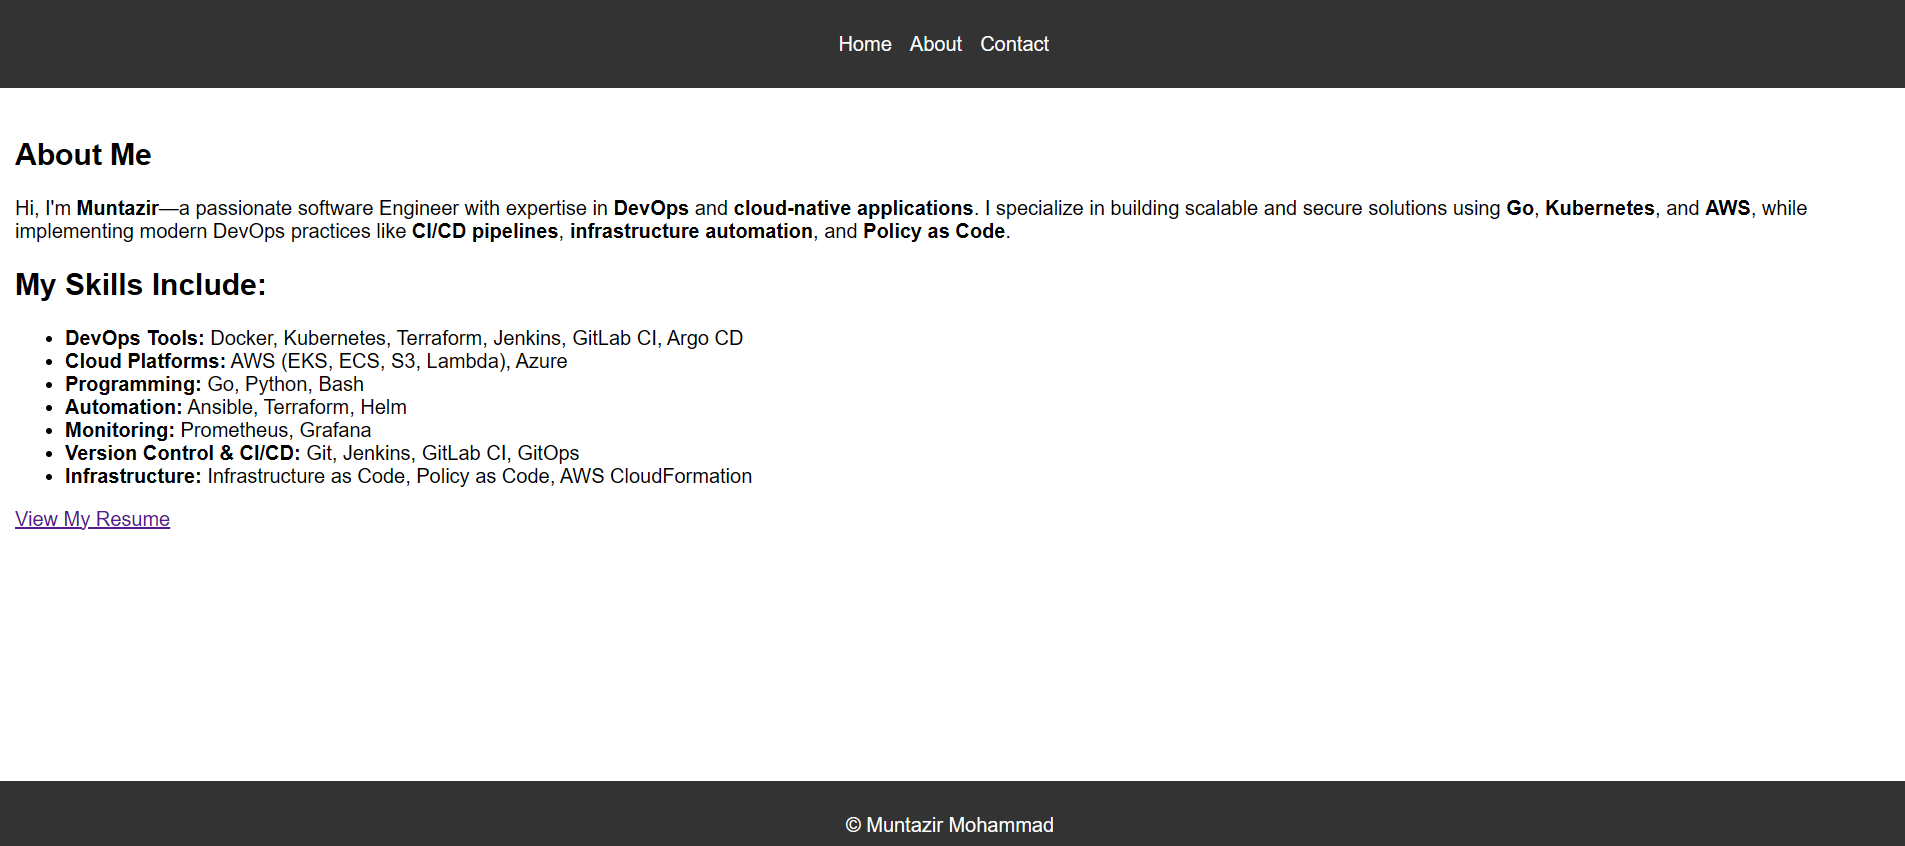 Home About Contact
About Me
Hi, I'm Muntazir—a passionate software Engineer with expertise in DevOps and cloud-native applications. I specialize in building scalable and secure solutions using Go, Kubernetes, and AWS, while
implementing modern DevOps practices like CI/CD pipelines, infrastructure automation, and Policy as Code.
My Skills Include:
• DevOps Tools: Docker, Kubernetes, Terraform, Jenkins, GitLab CI, Argo CD
• Cloud Platforms: AWS (EKS, ECS, S3, Lambda), Azure
• Programming: Go, Python, Bash
• Automation: Ansible, Terraform, Helm
• Monitoring: Prometheus, Grafana
• Version Control & CI/CD: Git, Jenkins, GitLab CI, GitOps
• Infrastructure: Infrastructure as Code, Policy as Code, AWS CloudFormation
View My Resume
© Muntazir Mohammad